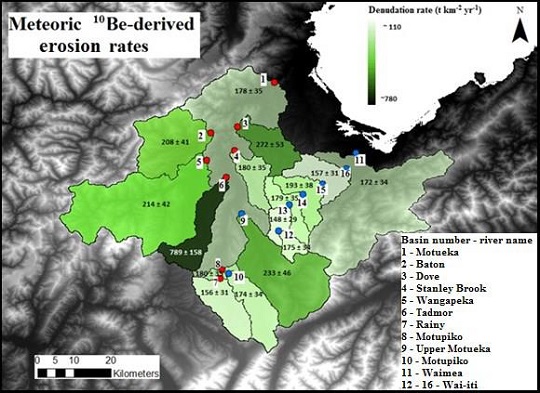 Meteoric ¹⁰Be-derived
erosion rates
Denudation rate (t km⁻² yr⁻¹)
~ 110
~780
N
1
178 ± 35
2
208 ± 41
3
272 ± 53
4
180 ± 35
5
214 ± 42
6
11
172 ± 34
16
157 ± 31
15
193 ± 38
14
179 ± 35
13
148 ± 29
12
175 ± 34
9
789 ± 158
8
7
10
233 ± 46
156 ± 31
174 ± 34
0 5 10 20
Kilometers
Basin number - river name
1 - Motueka
2 - Baton
3 - Dove
4 - Stanley Brook
5 - Wangapeka
6 - Tadmor
7 - Rainy
8 - Motupiko
9 - Upper Motueka
10 - Motupiko
11 - Waimea
12 - 16 - Wai-iti